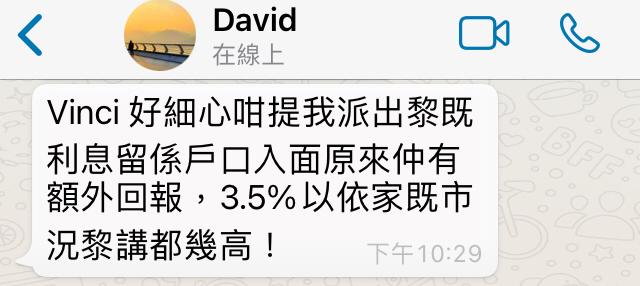 David
在線上
Vinci 好細心咁提我派出黎既
利息留係戶口入面原來仲有
額外回報，3.5%以依家既市
況黎講都幾高！
下午10:29